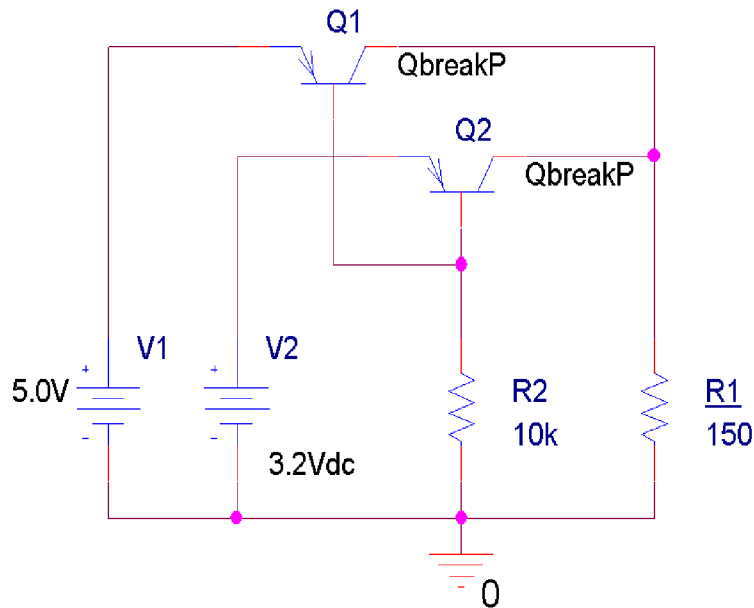 Q1
QbreakP
Q2
QbreakP
V1
V2
+
+
5.0V
-
-
3.2Vdc
R2
10k
R1
150
0